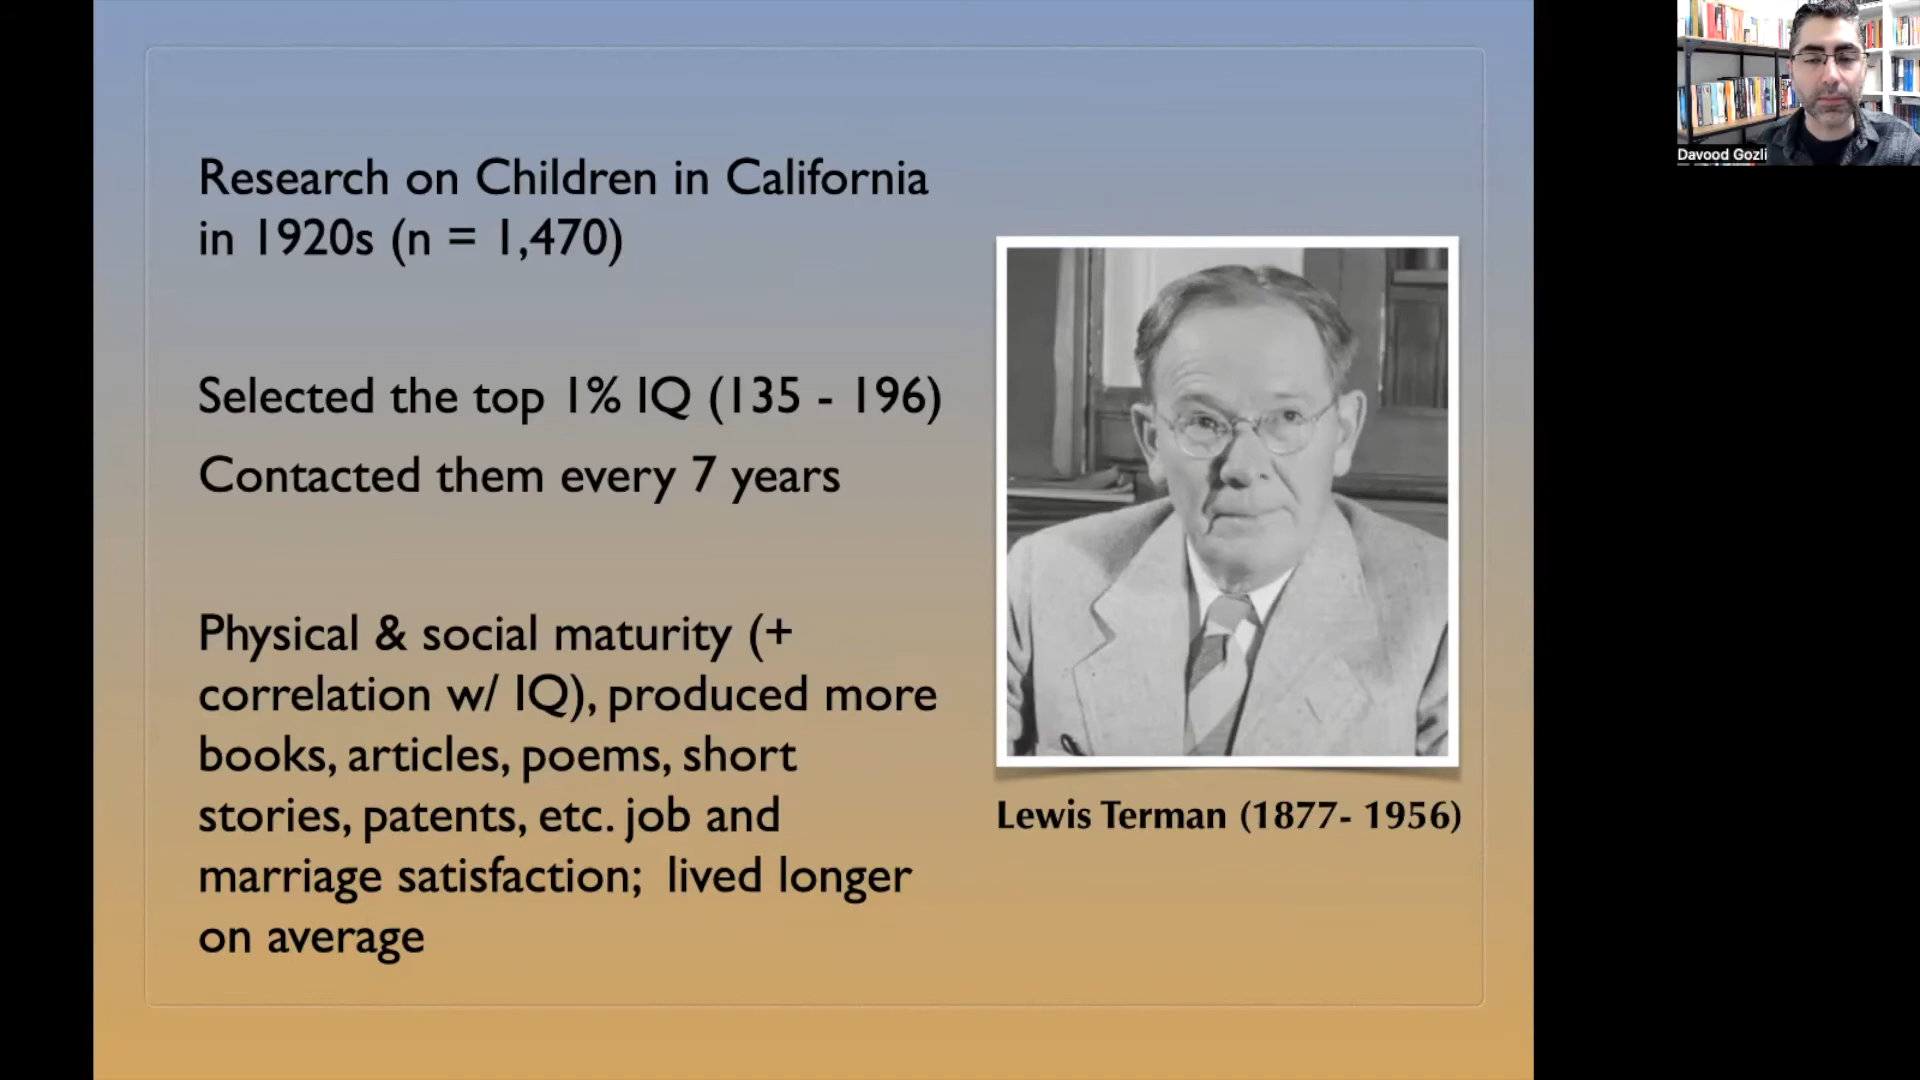 Research on Children in California
in 1920s (n = 1,470)
Selected the top 1% IQ (135 - 196)
Contacted them every 7 years
Physical & social maturity (+
correlation w/ IQ), produced more
books, articles, poems, short
stories, patents, etc. job and
marriage satisfaction;  lived longer
on average
Lewis Terman (1877- 1956)
Davood Gozli